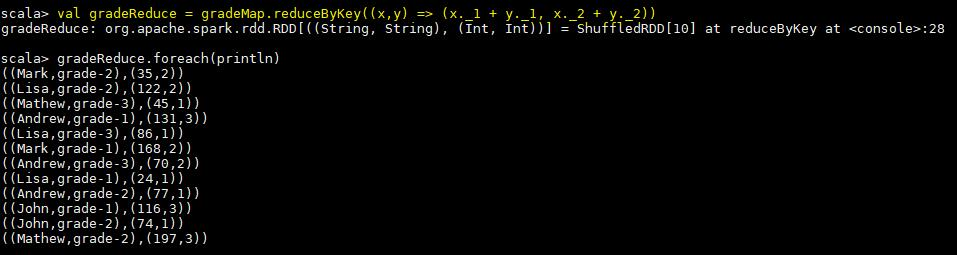 scala> val gradeReduce = gradeMap.reduceByKey((x,y) => (x._1 + y._1, x._2 + y._2))
gradeReduce: org.apache.spark.rdd.RDD[((String, String), (Int, Int))] = ShuffledRDD[10] at reduceByKey at <console>:28
scala> gradeReduce.foreach(println)
((Mark,grade-2),(35,2))
((Lisa,grade-2),(122,2))
((Mathew,grade-3),(45,1))
((Andrew,grade-1),(131,3))
((Lisa,grade-3),(86,1))
((Mark,grade-1),(168,2))
((Andrew,grade-3),(70,2))
((Lisa,grade-1),(24,1))
((Andrew,grade-2),(77,1))
((John,grade-1),(116,3))
((John,grade-2),(74,1))
((Mathew,grade-2),(197,3))